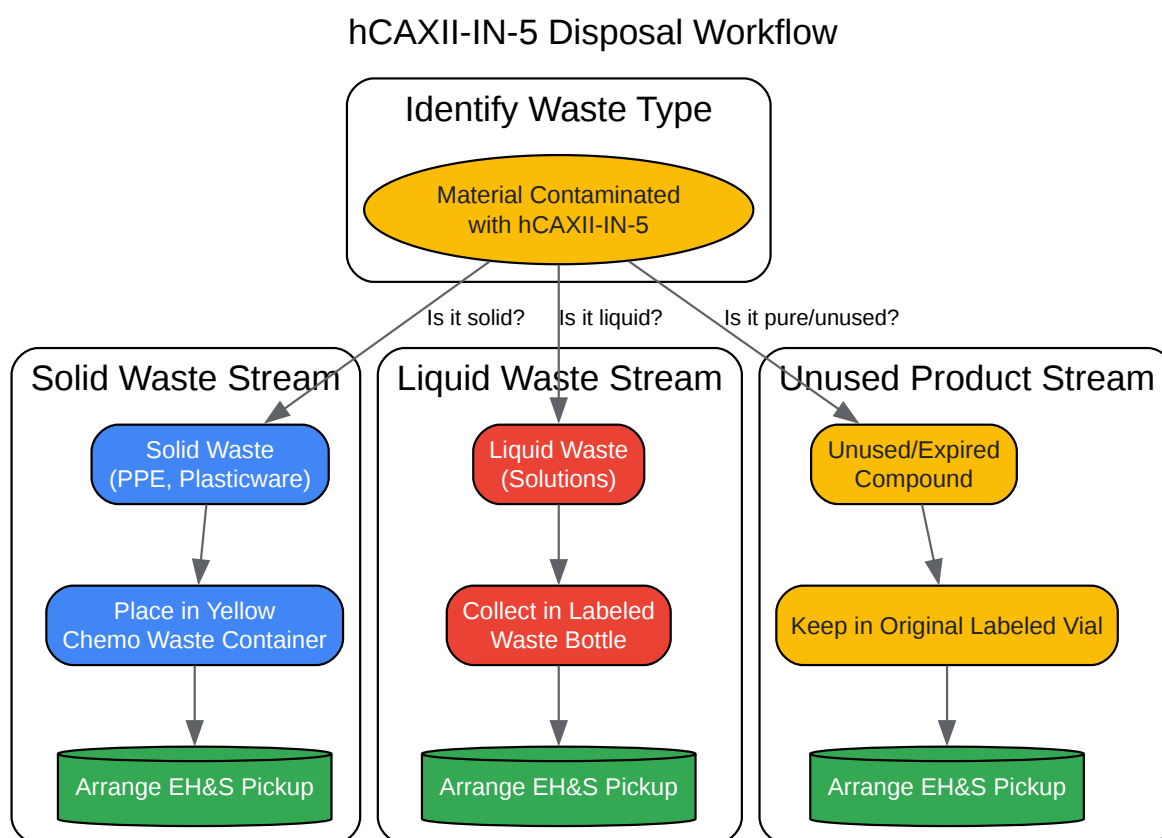 hCAXII-IN-5 Disposal Workflow
Identify Waste Type
Material Contaminated
with hCAXII-IN-5
Is it solid?
Is it liquid?
Is it pure/unused?
Solid Waste Stream
Solid Waste
(PPE, Plasticware)
Place in Yellow
Chemo Waste Container
Arrange EH&S Pickup
Liquid Waste Stream
Liquid Waste
(Solutions)
Collect in Labeled
Waste Bottle
Arrange EH&S Pickup
Unused Product Stream
Unused/Expired
Compound
Keep in Original Labeled Vial
Arrange EH&S Pickup